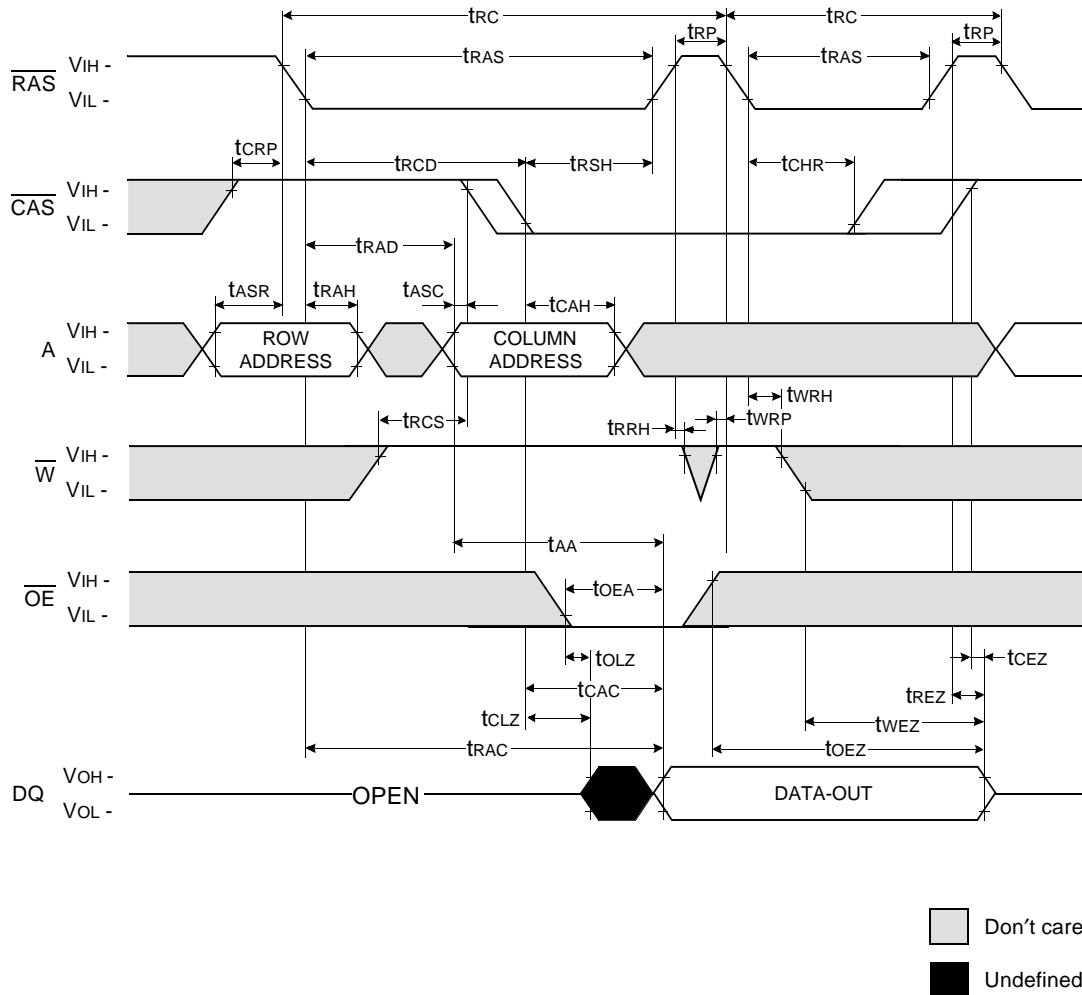 tRC tRC
tRP tRP
tRAS tRAS
RAS VIH -
VIL -
tCRP tRCD tRSH tCHR
CAS VIH -
VIL -
tRAD
tASR tRAH tASC tCAH
A VIH -
VIL -
ROW ADDRESS
COLUMN ADDRESS
tWRH
tRCS tRRH tWRP
W VIH -
VIL -
tAA
OE VIH -
VIL -
tOEA
tOLZ tCEZ
tCAC tREZ
tCLZ tWEZ
tRAC tOEZ
DQ VOH -
VOL -
OPEN DATA-OUT
Don't care
Undefined